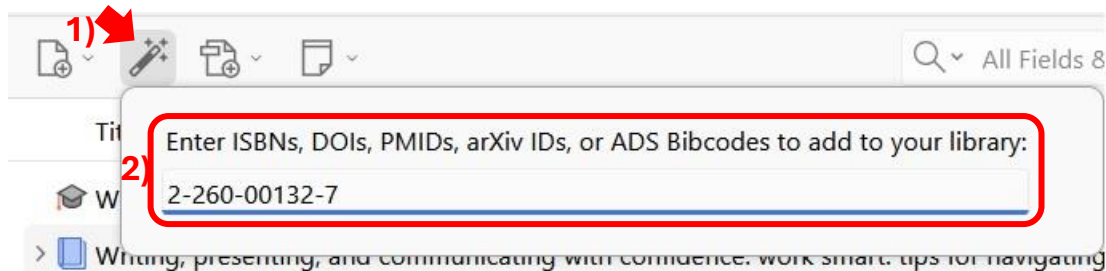 1)
All Fields &
Tit
Enter ISBNs, DOIs, PMIDs, arXiv IDs, or ADS Bibcodes to add to your library:
2)
2-260-00132-7
W
Writing, presenting, and communicating with confidence: work smart: tips for navigating